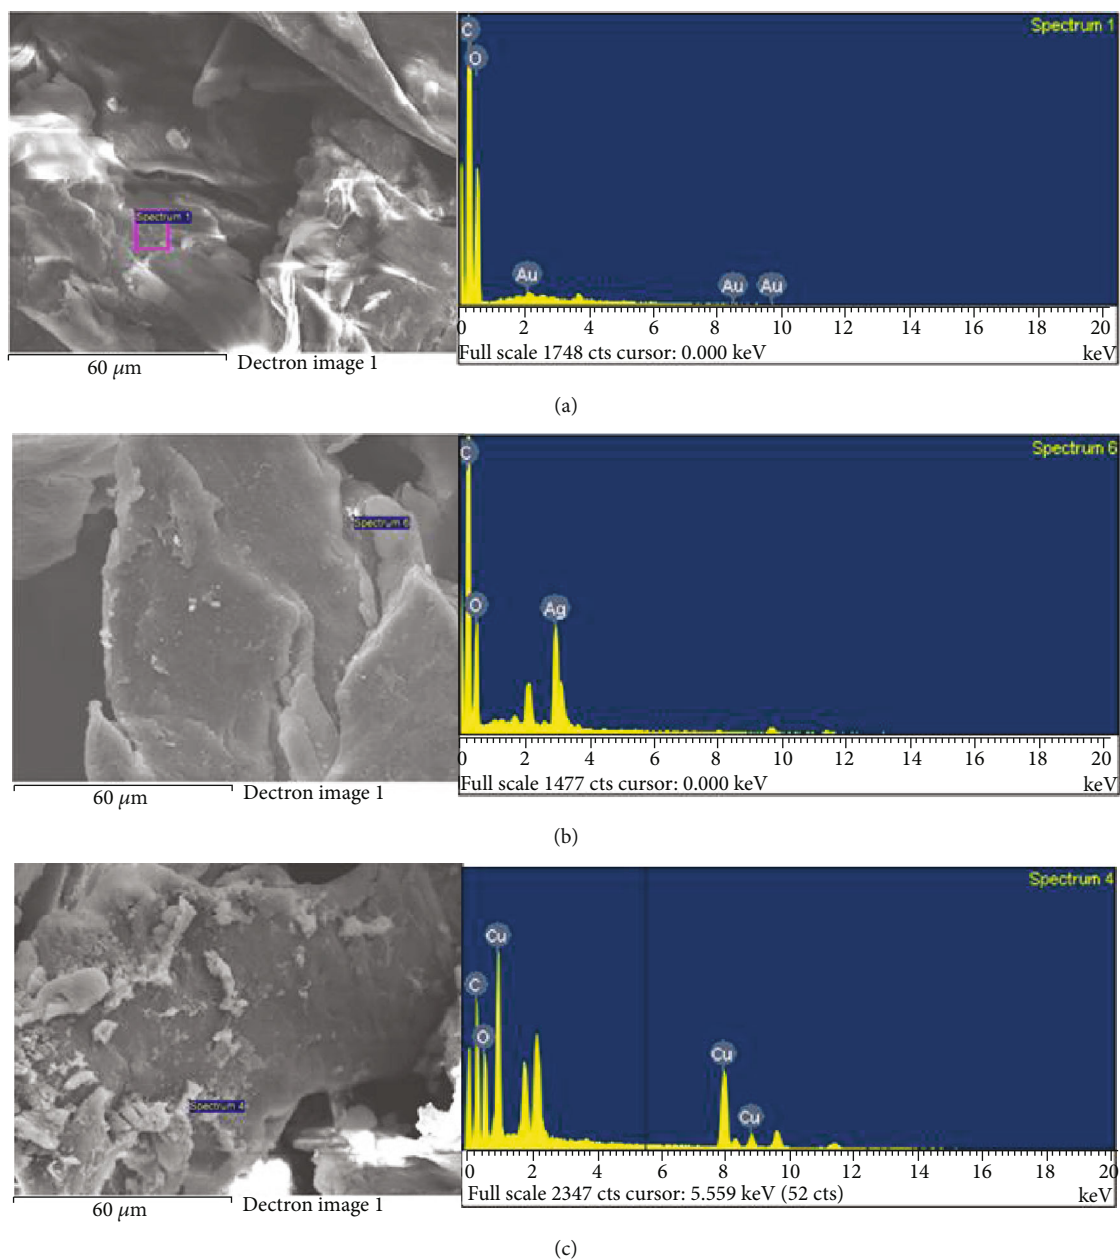 Spectrum 1
Spectrum 1
C
O
Au
Au
Au
0 2 4 6 8 10 12 14 16 18 20
Full scale 1748 cts cursor: 0.000 keV
keV
60 μm
Dectron image 1
(a)
Spectrum 6
Spectrum 6
C
O
Ag
0 2 4 6 8 10 12 14 16 18 20
Full scale 1477 cts cursor: 0.000 keV
keV
60 μm
Dectron image 1
(b)
Spectrum 4
Spectrum 4
Cu
C
O
Cu
Cu
0 2 4 6 8 10 12 14 16 18 20
Full scale 2347 cts cursor: 5.559 keV (52 cts)
keV
60 μm
Dectron image 1
(c)